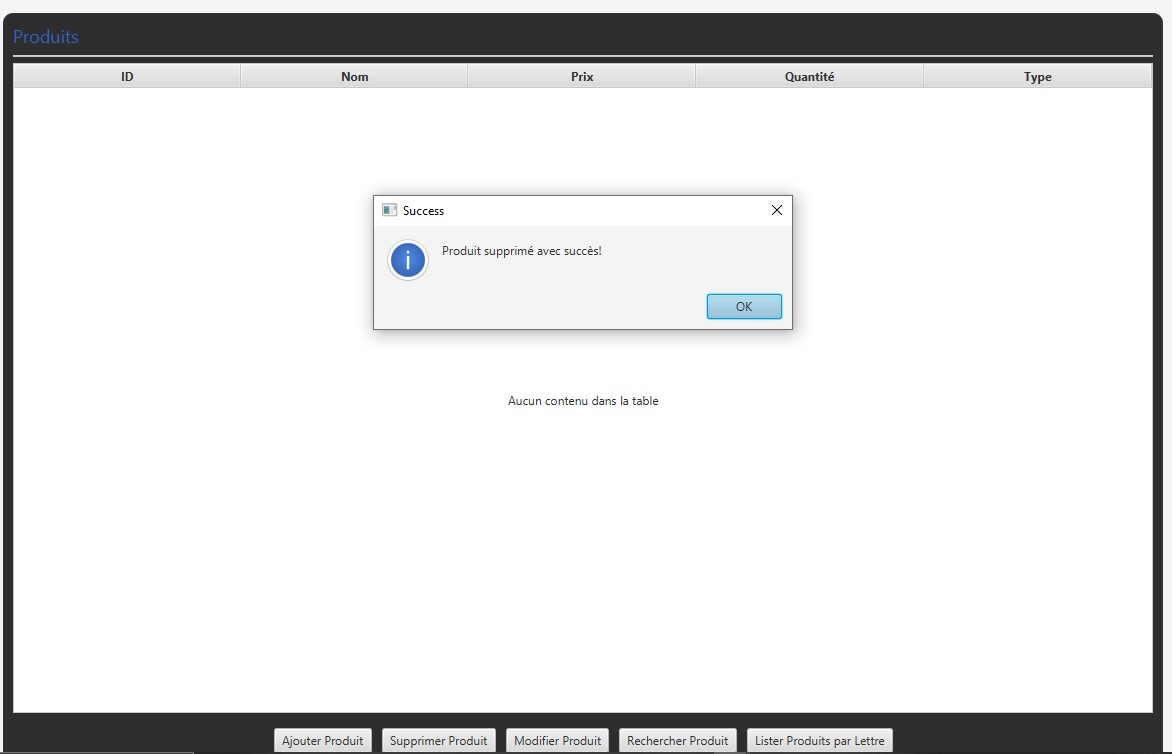 Produits
ID Nom Prix Quantité Type
Success
Produit supprimé avec succès!
OK
Aucun contenu dans la table
Ajouter Produit Supprimer Produit Modifier Produit Rechercher Produit Lister Produits par Lettre